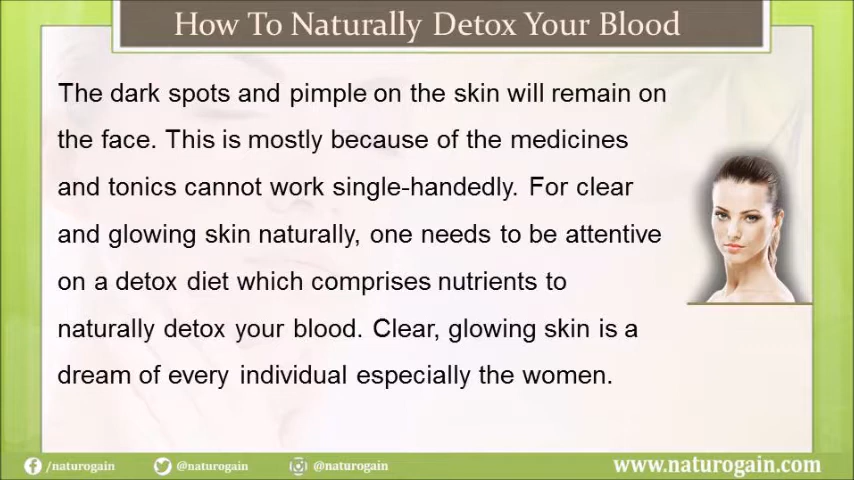 How To Naturally Detox Your Blood
The dark spots and pimple on the skin will remain on
the face. This is mostly because of the medicines
and tonics cannot work single-handedly. For clear
and glowing skin naturally, one needs to be attentive
on a detox diet which comprises nutrients to
naturally detox your blood. Clear, glowing skin is a
dream of every individual especially the women.
/naturogain @naturogain @naturogain www.naturogain.com